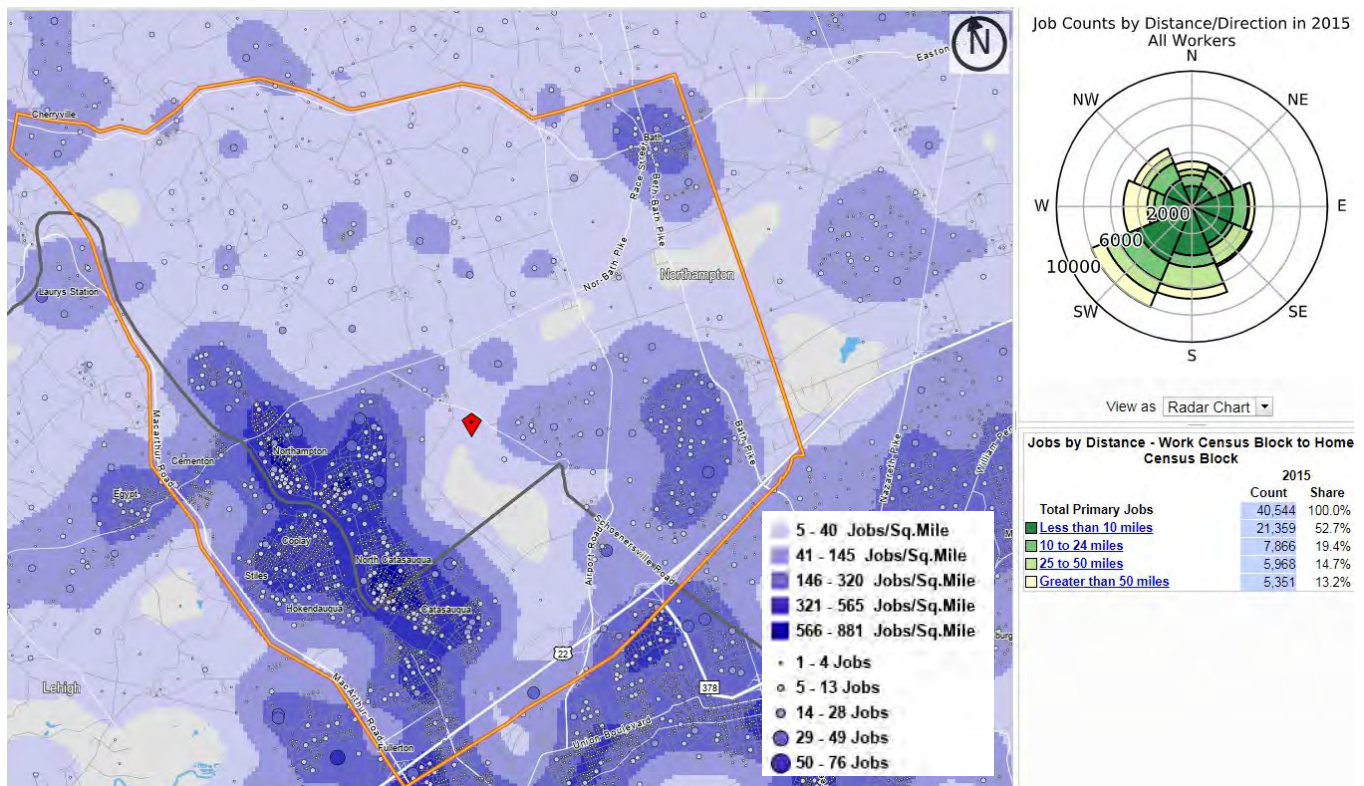 N
Easton
Cherryville
Bath
Race Street
Beth-Bath Pike
Nor-Bath Pike
Northampton
Laurys Station
Macarthur Road
Northampton
Cementon
Egypt
Bath Pike
Nazareth Pike
William Pen
Coplay
North Catasauqua
Stiles
Hokendauqua
Catasauqua
Schoenersville Road
Airport Road
22
378
Lehigh
MacArthur Road
Fullerton
Union Boulevard
5 - 40 Jobs/Sq.Mile
41 - 145 Jobs/Sq.Mile
146 - 320 Jobs/Sq.Mile
321 - 565 Jobs/Sq.Mile
566 - 881 Jobs/Sq.Mile
1 - 4 Jobs
5 - 13 Jobs
14 - 28 Jobs
29 - 49 Jobs
50 - 76 Jobs
Job Counts by Distance/Direction in 2015
All Workers
N
NW
NE
W
E
2000
6000
10000
SW
SE
S
View as Radar Chart
Jobs by Distance - Work Census Block to Home
Census Block
2015
Count Share
Total Primary Jobs 40,544 100.0%
Less than 10 miles 21,359 52.7%
10 to 24 miles 7,866 19.4%
25 to 50 miles 5,968 14.7%
Greater than 50 miles 5,351 13.2%